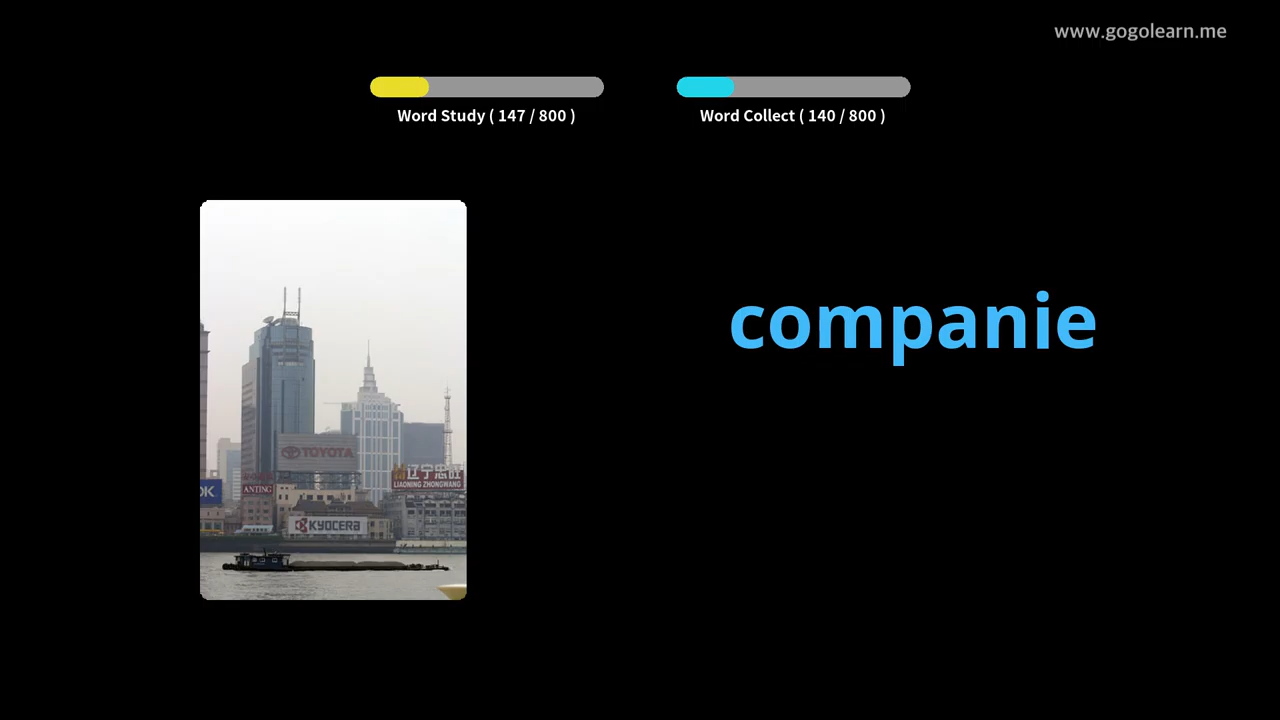 www.gogolearn.me
Word Study ( 147 / 800 )
Word Collect ( 140 / 800 )
companie
TOYOTA
OK
ANTING
辽宁忠旺
LIAONING ZHONGWANG
KYOCERA